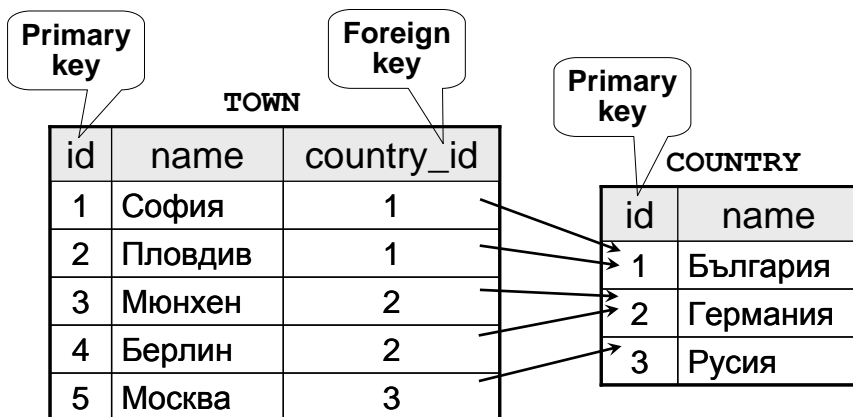 Primary
key
Foreign
key
Primary
key
TOWN
id name country_id
1 София 1
2 Пловдив 1
3 Мюнхен 2
4 Берлин 2
5 Москва 3
COUNTRY
id name
1 България
2 Германия
3 Русия